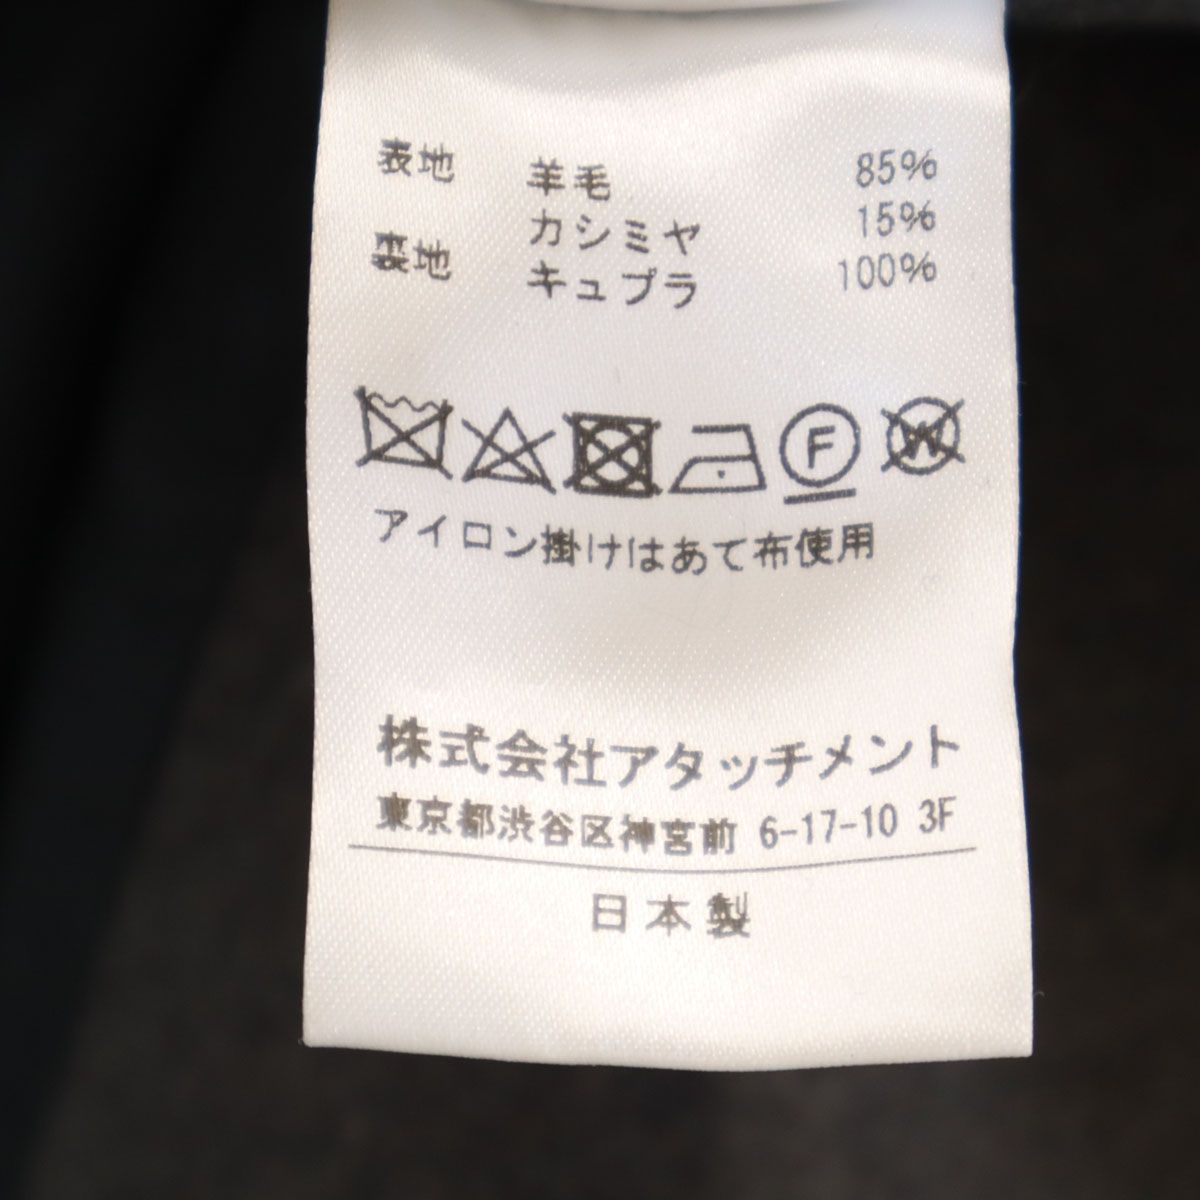 表地 羊毛 85%
カシミヤ 15%
裏地 キュプラ 100%
F W
アイロン掛けはあて布使用
株式会社アタッチメント
東京都渋谷区神宮前 6-17-10 3F
日本製